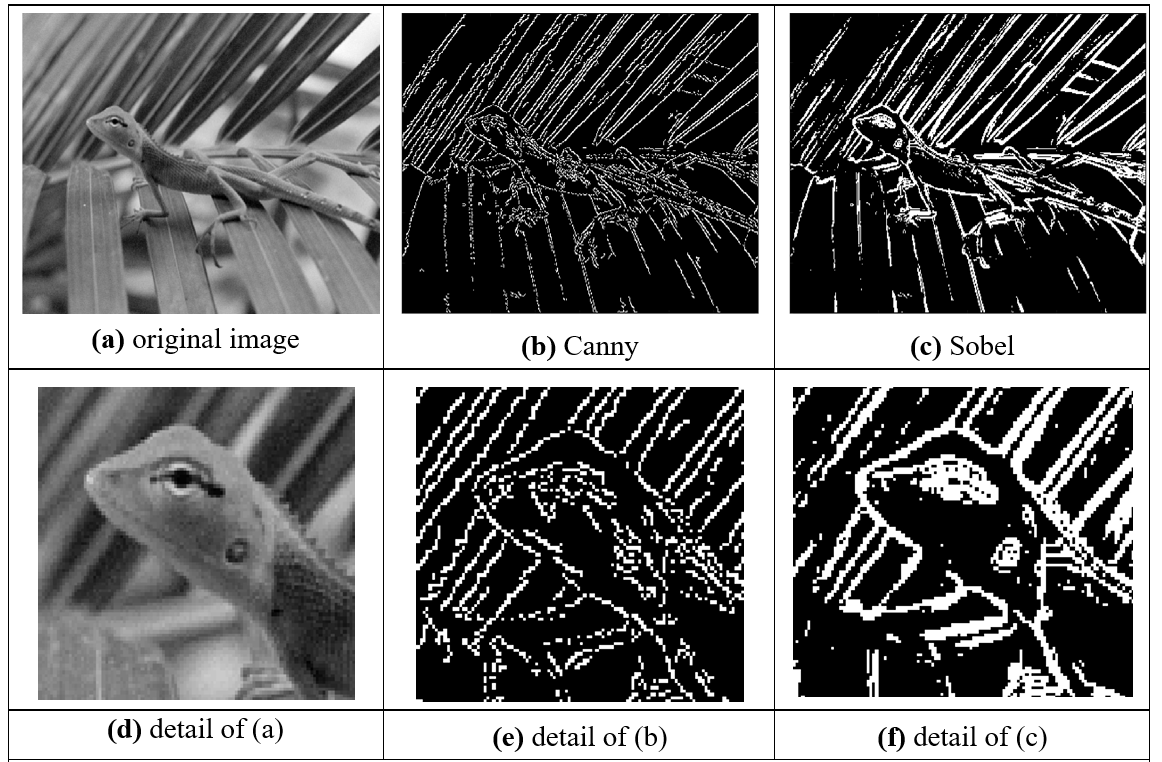 (a) original image
(b) Canny
(c) Sobel
(d) detail of (a)
(e) detail of (b)
(f) detail of (c)